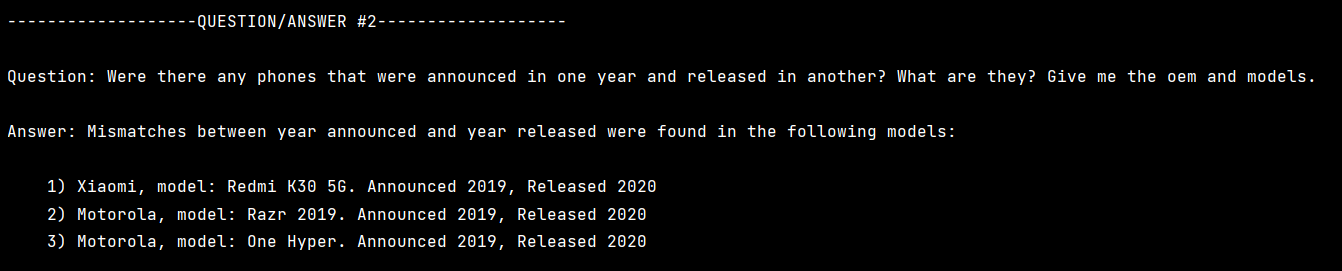 -------------------QUESTION/ANSWER #2-------------------
Question: Were there any phones that were announced in one year and released in another? What are they? Give me the oem and models.
Answer: Mismatches between year announced and year released were found in the following models:
1) Xiaomi, model: Redmi K30 5G. Announced 2019, Released 2020
2) Motorola, model: Razr 2019. Announced 2019, Released 2020
3) Motorola, model: One Hyper. Announced 2019, Released 2020